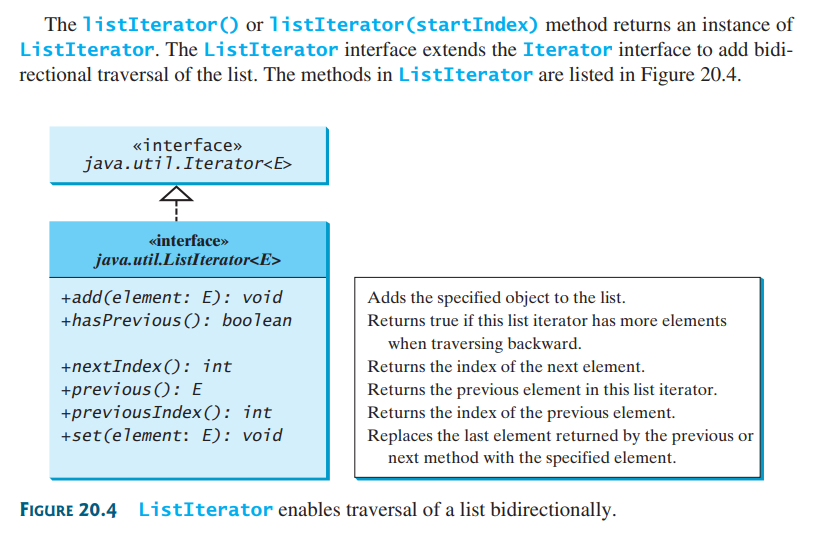 The listIterator() or listIterator(startIndex) method returns an instance of
ListIterator. The ListIterator interface extends the Iterator interface to add bidi-
rectional traversal of the list. The methods in ListIterator are listed in Figure 20.4.
«interface»
java.util.Iterator<E>
«interface»
java.util.ListIterator<E>
+add(element: E): void
+hasPrevious(): boolean
+nextIndex(): int
+previous(): E
+previousIndex(): int
+set(element: E): void
Adds the specified object to the list.
Returns true if this list iterator has more elements
when traversing backward.
Returns the index of the next element.
Returns the previous element in this list iterator.
Returns the index of the previous element.
Replaces the last element returned by the previous or
next method with the specified element.
FIGURE 20.4 ListIterator enables traversal of a list bidirectionally.